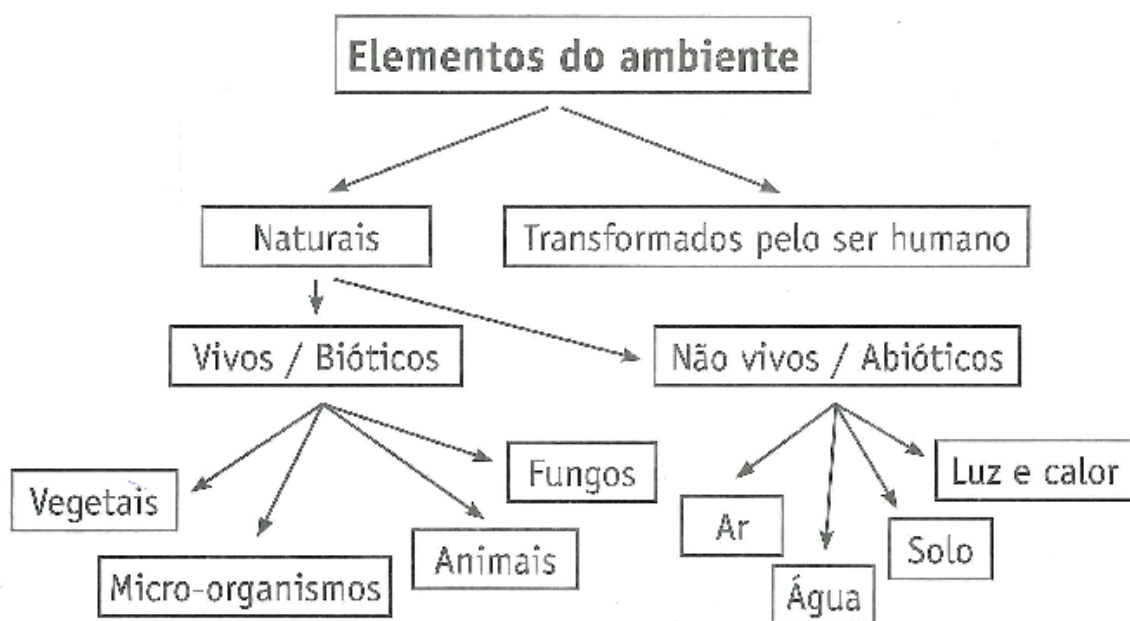 Elementos do ambiente
Naturais
Transformados pelo ser humano
Vivos / Bióticos
Não vivos / Abióticos
Vegetais
Micro-organismos
Animais
Fungos
Ar
Água
Solo
Luz e calor